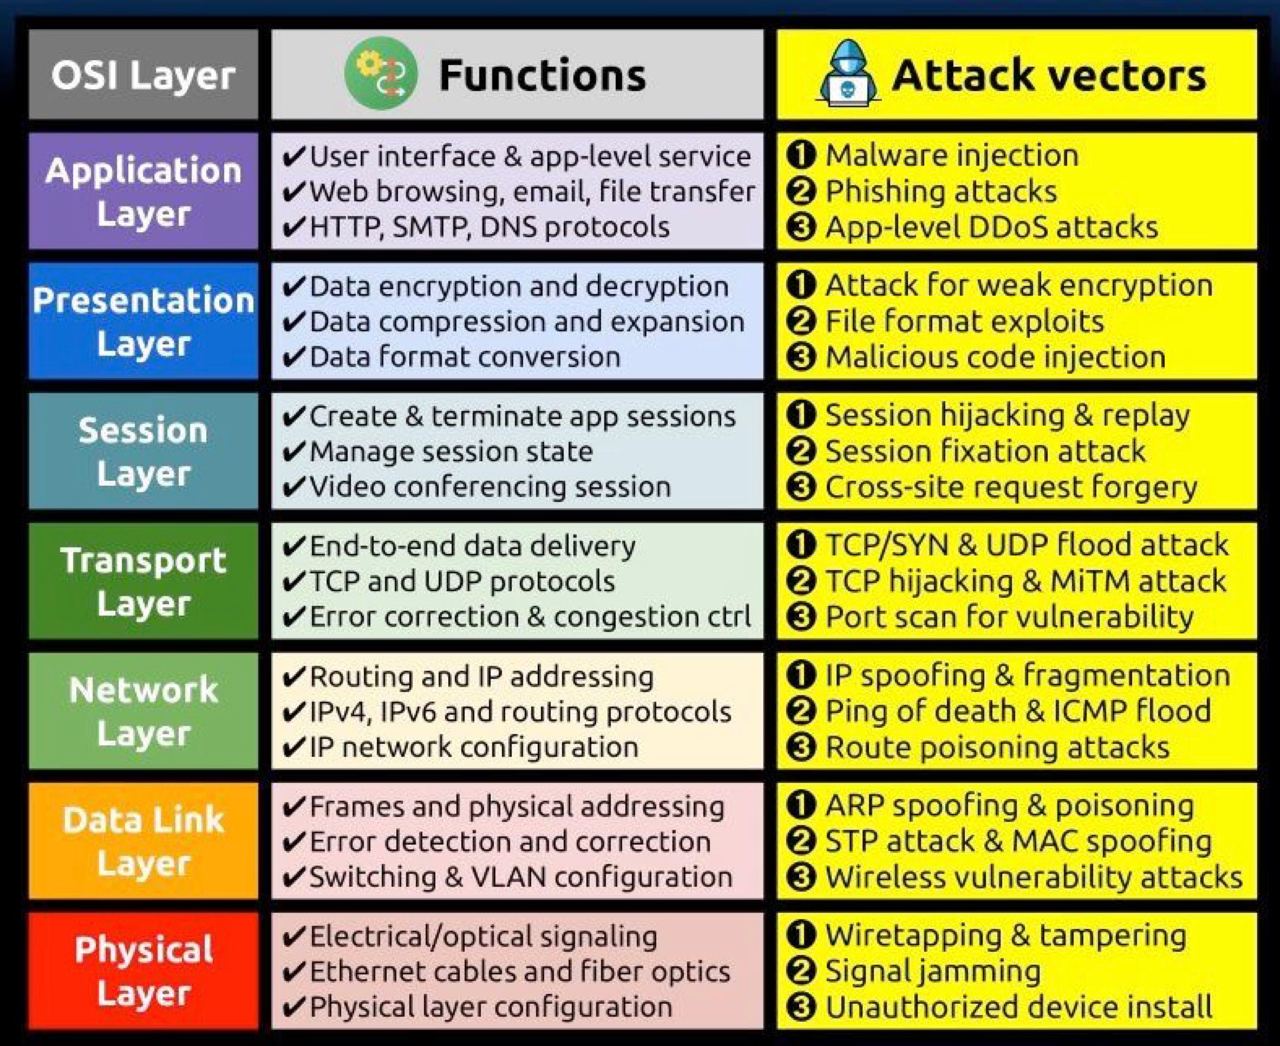 OSI Layer
Functions
Attack vectors
Application
Layer
✔User interface & app-level service
✔Web browsing, email, file transfer
✔HTTP, SMTP, DNS protocols
❶ Malware injection
❷ Phishing attacks
❸ App-level DDoS attacks
Presentation
Layer
✔Data encryption and decryption
✔Data compression and expansion
✔Data format conversion
❶ Attack for weak encryption
❷ File format exploits
❸ Malicious code injection
Session
Layer
✔Create & terminate app sessions
✔Manage session state
✔Video conferencing session
❶ Session hijacking & replay
❷ Session fixation attack
❸ Cross-site request forgery
Transport
Layer
✔End-to-end data delivery
✔TCP and UDP protocols
✔Error correction & congestion ctrl
❶ TCP/SYN & UDP flood attack
❷ TCP hijacking & MiTM attack
❸ Port scan for vulnerability
Network
Layer
✔Routing and IP addressing
✔IPv4, IPv6 and routing protocols
✔IP network configuration
❶ IP spoofing & fragmentation
❷ Ping of death & ICMP flood
❸ Route poisoning attacks
Data Link
Layer
✔Frames and physical addressing
✔Error detection and correction
✔Switching & VLAN configuration
❶ ARP spoofing & poisoning
❷ STP attack & MAC spoofing
❸ Wireless vulnerability attacks
Physical
Layer
✔Electrical/optical signaling
✔Ethernet cables and fiber optics
✔Physical layer configuration
❶ Wiretapping & tampering
❷ Signal jamming
❸ Unauthorized device install